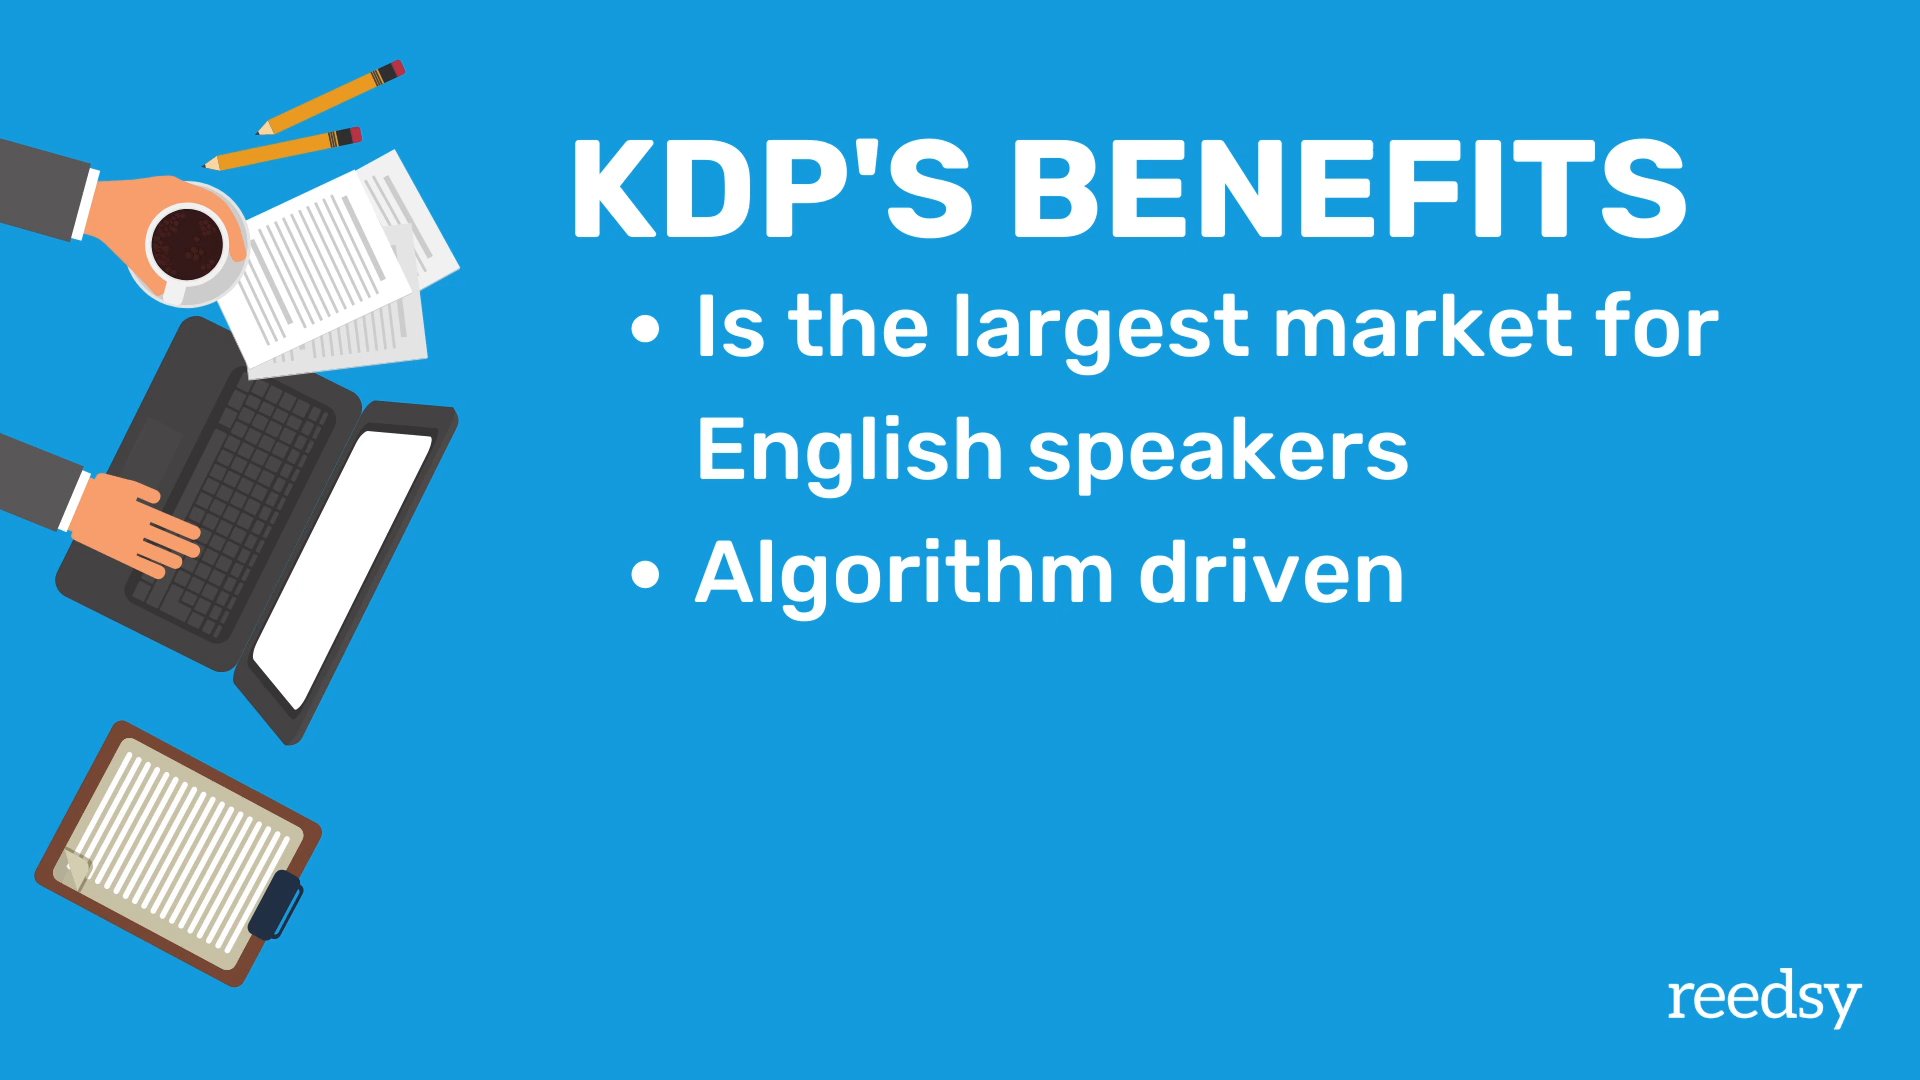 KDP'S BENEFITS
• Is the largest market for
English speakers
• Algorithm driven
reedsy